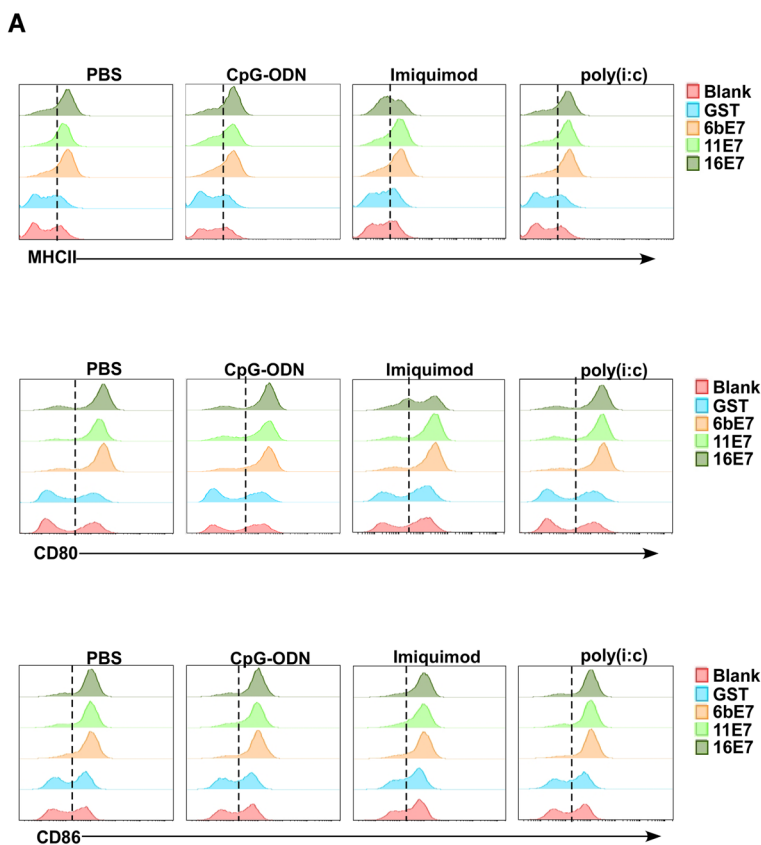 A
PBS CpG-ODN Imiquimod poly(i:c)
Blank
GST
6bE7
11E7
16E7
MHCII
PBS CpG-ODN Imiquimod poly(i:c)
Blank
GST
6bE7
11E7
16E7
CD80
PBS CpG-ODN Imiquimod poly(i:c)
Blank
GST
6bE7
11E7
16E7
CD86